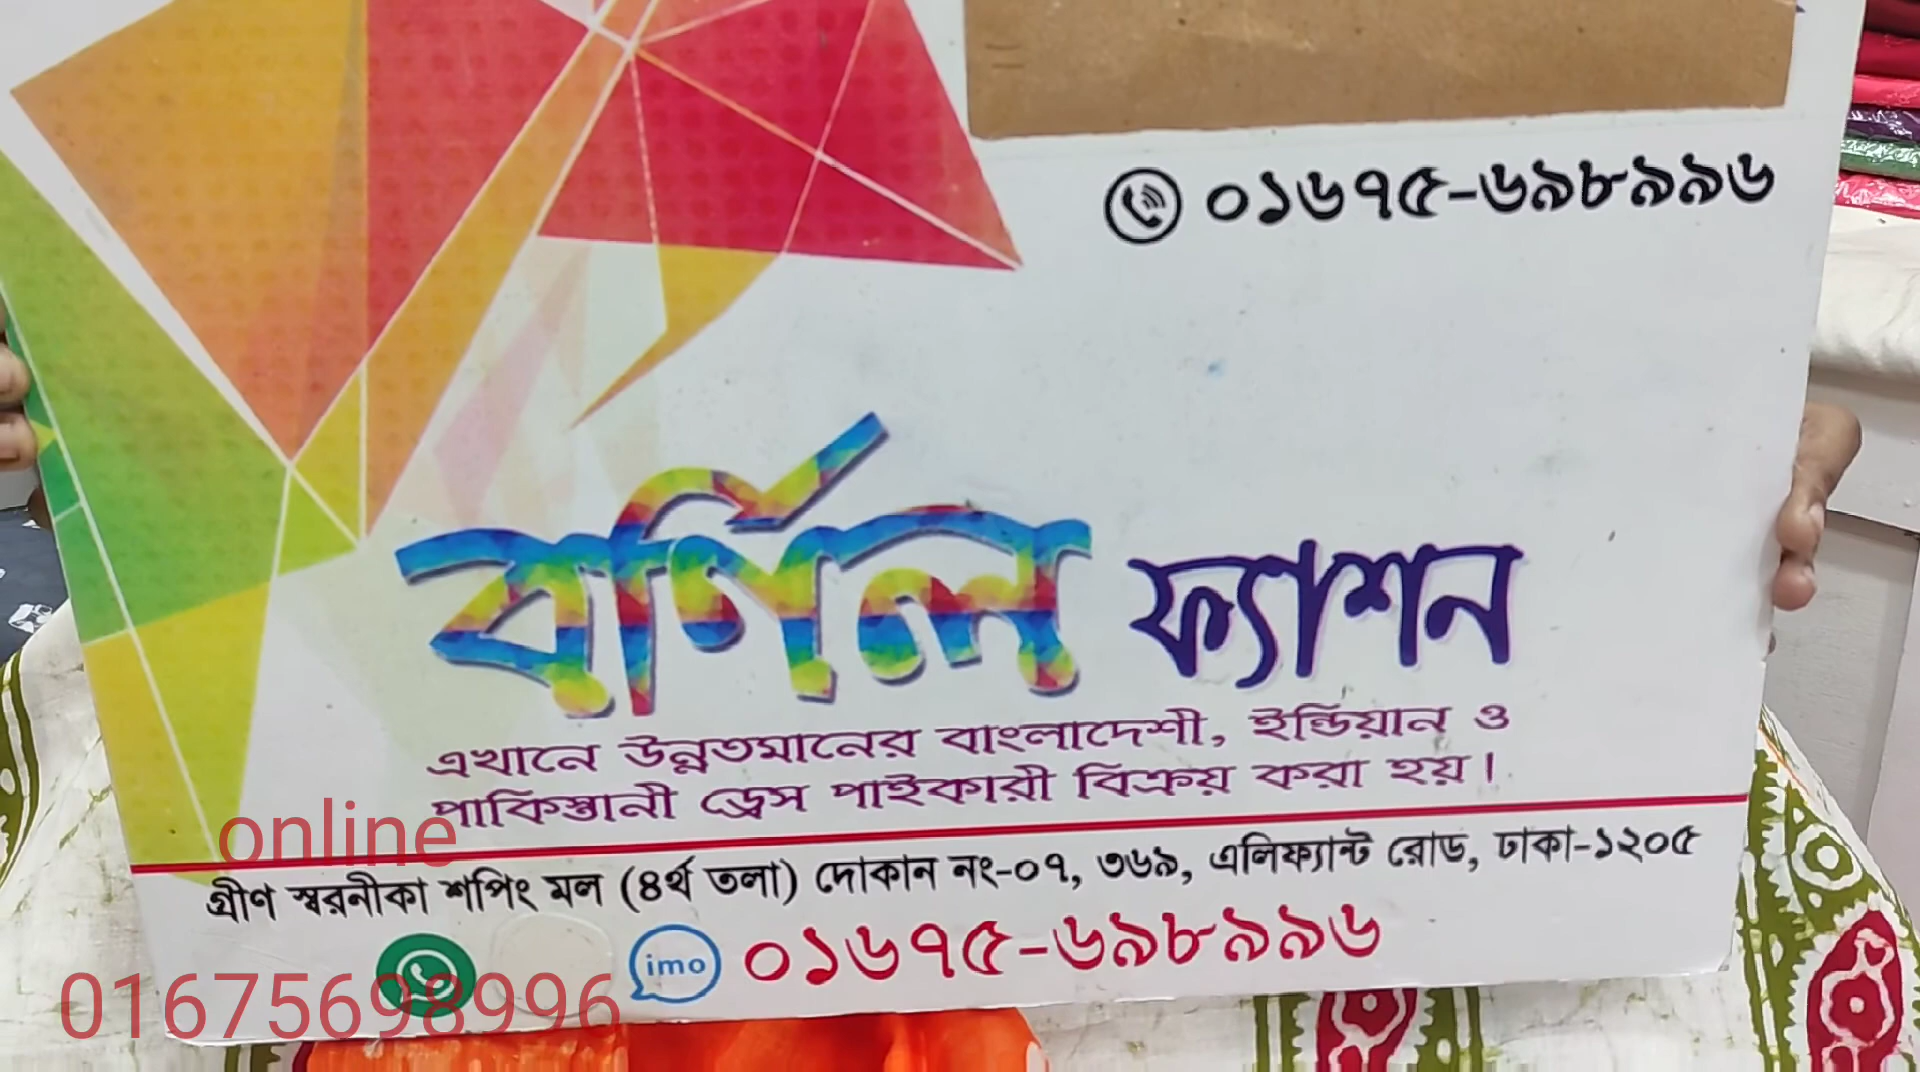 ০১৬৭৫-৬৯৮৯৯৬
বর্ণিল ফ্যাশন
এখানে উন্নতমানের বাংলাদেশী, ইন্ডিয়ান ও
পাকিস্তানী ড্রেস পাইকারী বিক্রয় করা হয়।
online
গ্রীণ স্বরনীকা শপিং মল (৪র্থ তলা) দোকান নং-০৭, ৩৬৯, এলিফ্যান্ট রোড, ঢাকা-১২০৫
imo ০১৬৭৫-৬৯৮৯৯৬
01675698996